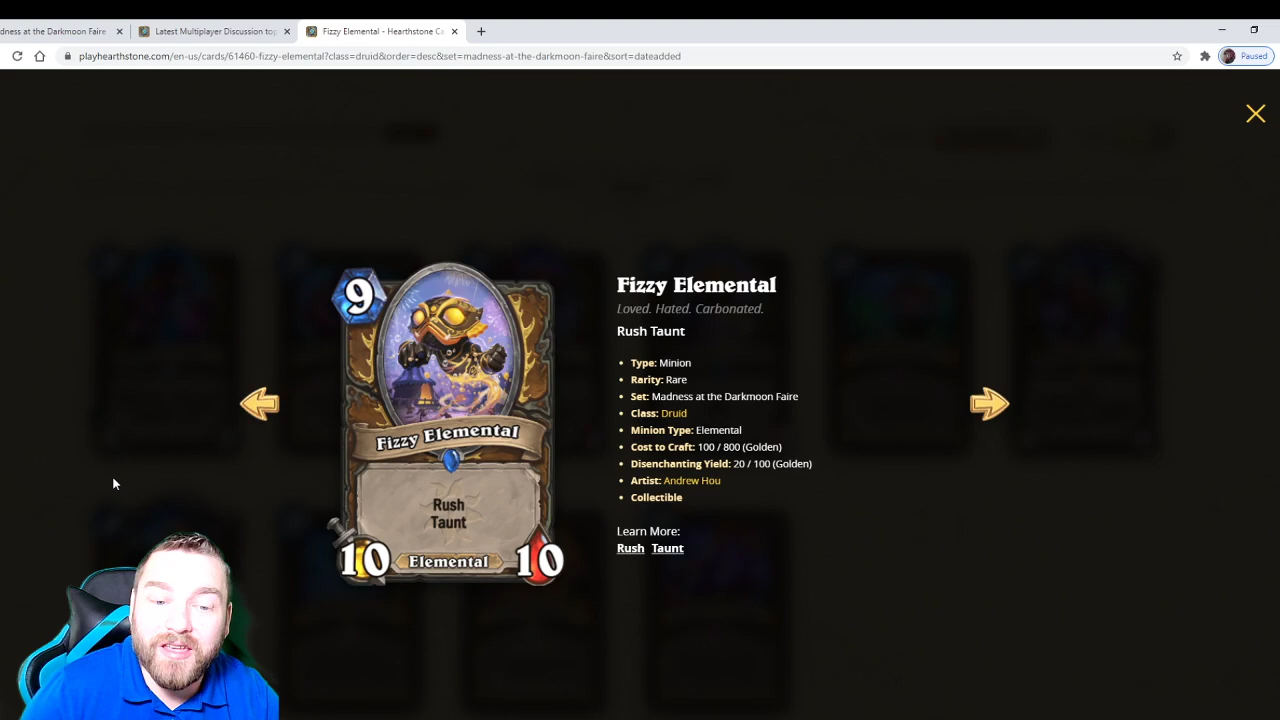 dness at the Darkmoon Faire
Latest Multiplayer Discussion top
Fizzy Elemental - Hearthstone Ca
playhearthstone.com/en-us/cards/61460-fizzy-elemental?class=druid&order=desc&set=madness-at-the-darkmoon-faire&sort=dateadded
Paused
9
Fizzy Elemental
Rush
Taunt
10
Elemental
10
Fizzy Elemental
Loved. Hated. Carbonated.
Rush Taunt
Type: Minion
Rarity: Rare
Set: Madness at the Darkmoon Faire
Class: Druid
Minion Type: Elemental
Cost to Craft: 100 / 800 (Golden)
Disenchanting Yield: 20 / 100 (Golden)
Artist: Andrew Hou
Collectible
Learn More:
Rush Taunt